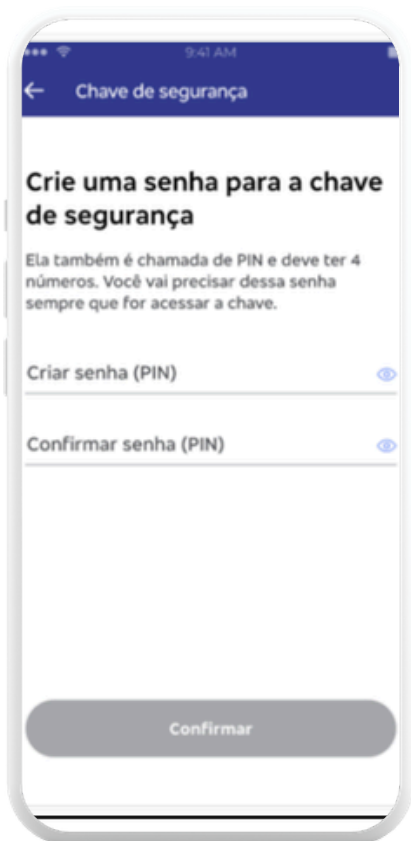 9:41 AM
Chave de segurança
Crie uma senha para a chave
de segurança
Ela também é chamada de PIN e deve ter 4
números. Você vai precisar dessa senha
sempre que for acessar a chave.
Criar senha (PIN)
Confirmar senha (PIN)
Confirmar